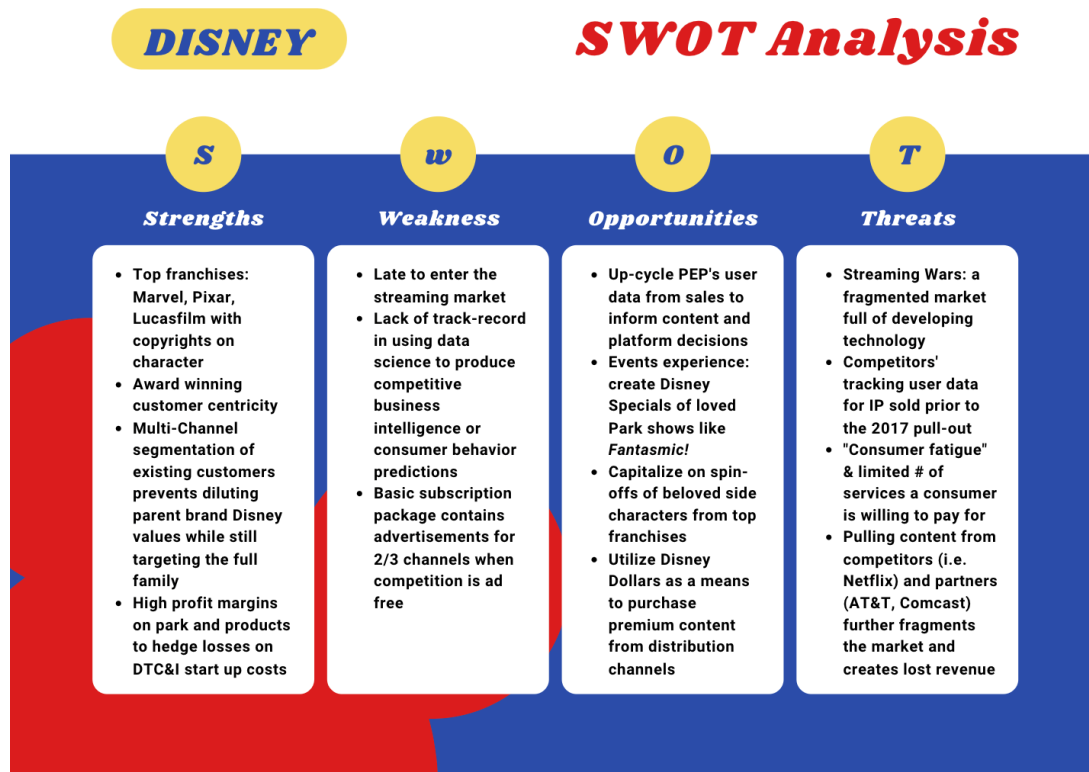 DISNEY
SWOT Analysis
S
Strengths
• Top franchises:
Marvel, Pixar,
Lucasfilm with
copyrights on
character
• Award winning
customer centricity
• Multi-Channel
segmentation of
existing customers
prevents diluting
parent brand Disney
values while still
targeting the full
family
• High profit margins
on park and products
to hedge losses on
DTC&I start up costs
w
Weakness
• Late to enter the
streaming market
• Lack of track-record
in using data
science to produce
competitive
business
intelligence or
consumer behavior
predictions
• Basic subscription
package contains
advertisements for
2/3 channels when
competition is ad
free
O
Opportunities
• Up-cycle PEP's user
data from sales to
inform content and
platform decisions
• Events experience:
create Disney
Specials of loved
Park shows like
Fantasmic!
• Capitalize on spin-
offs of beloved side
characters from top
franchises
• Utilize Disney
Dollars as a means
to purchase
premium content
from distribution
channels
T
Threats
• Streaming Wars: a
fragmented market
full of developing
technology
• Competitors'
tracking user data
for IP sold prior to
the 2017 pull-out
• "Consumer fatigue"
& limited # of
services a consumer
is willing to pay for
• Pulling content from
competitors (i.e.
Netflix) and partners
(AT&T, Comcast)
further fragments
the market and
creates lost revenue